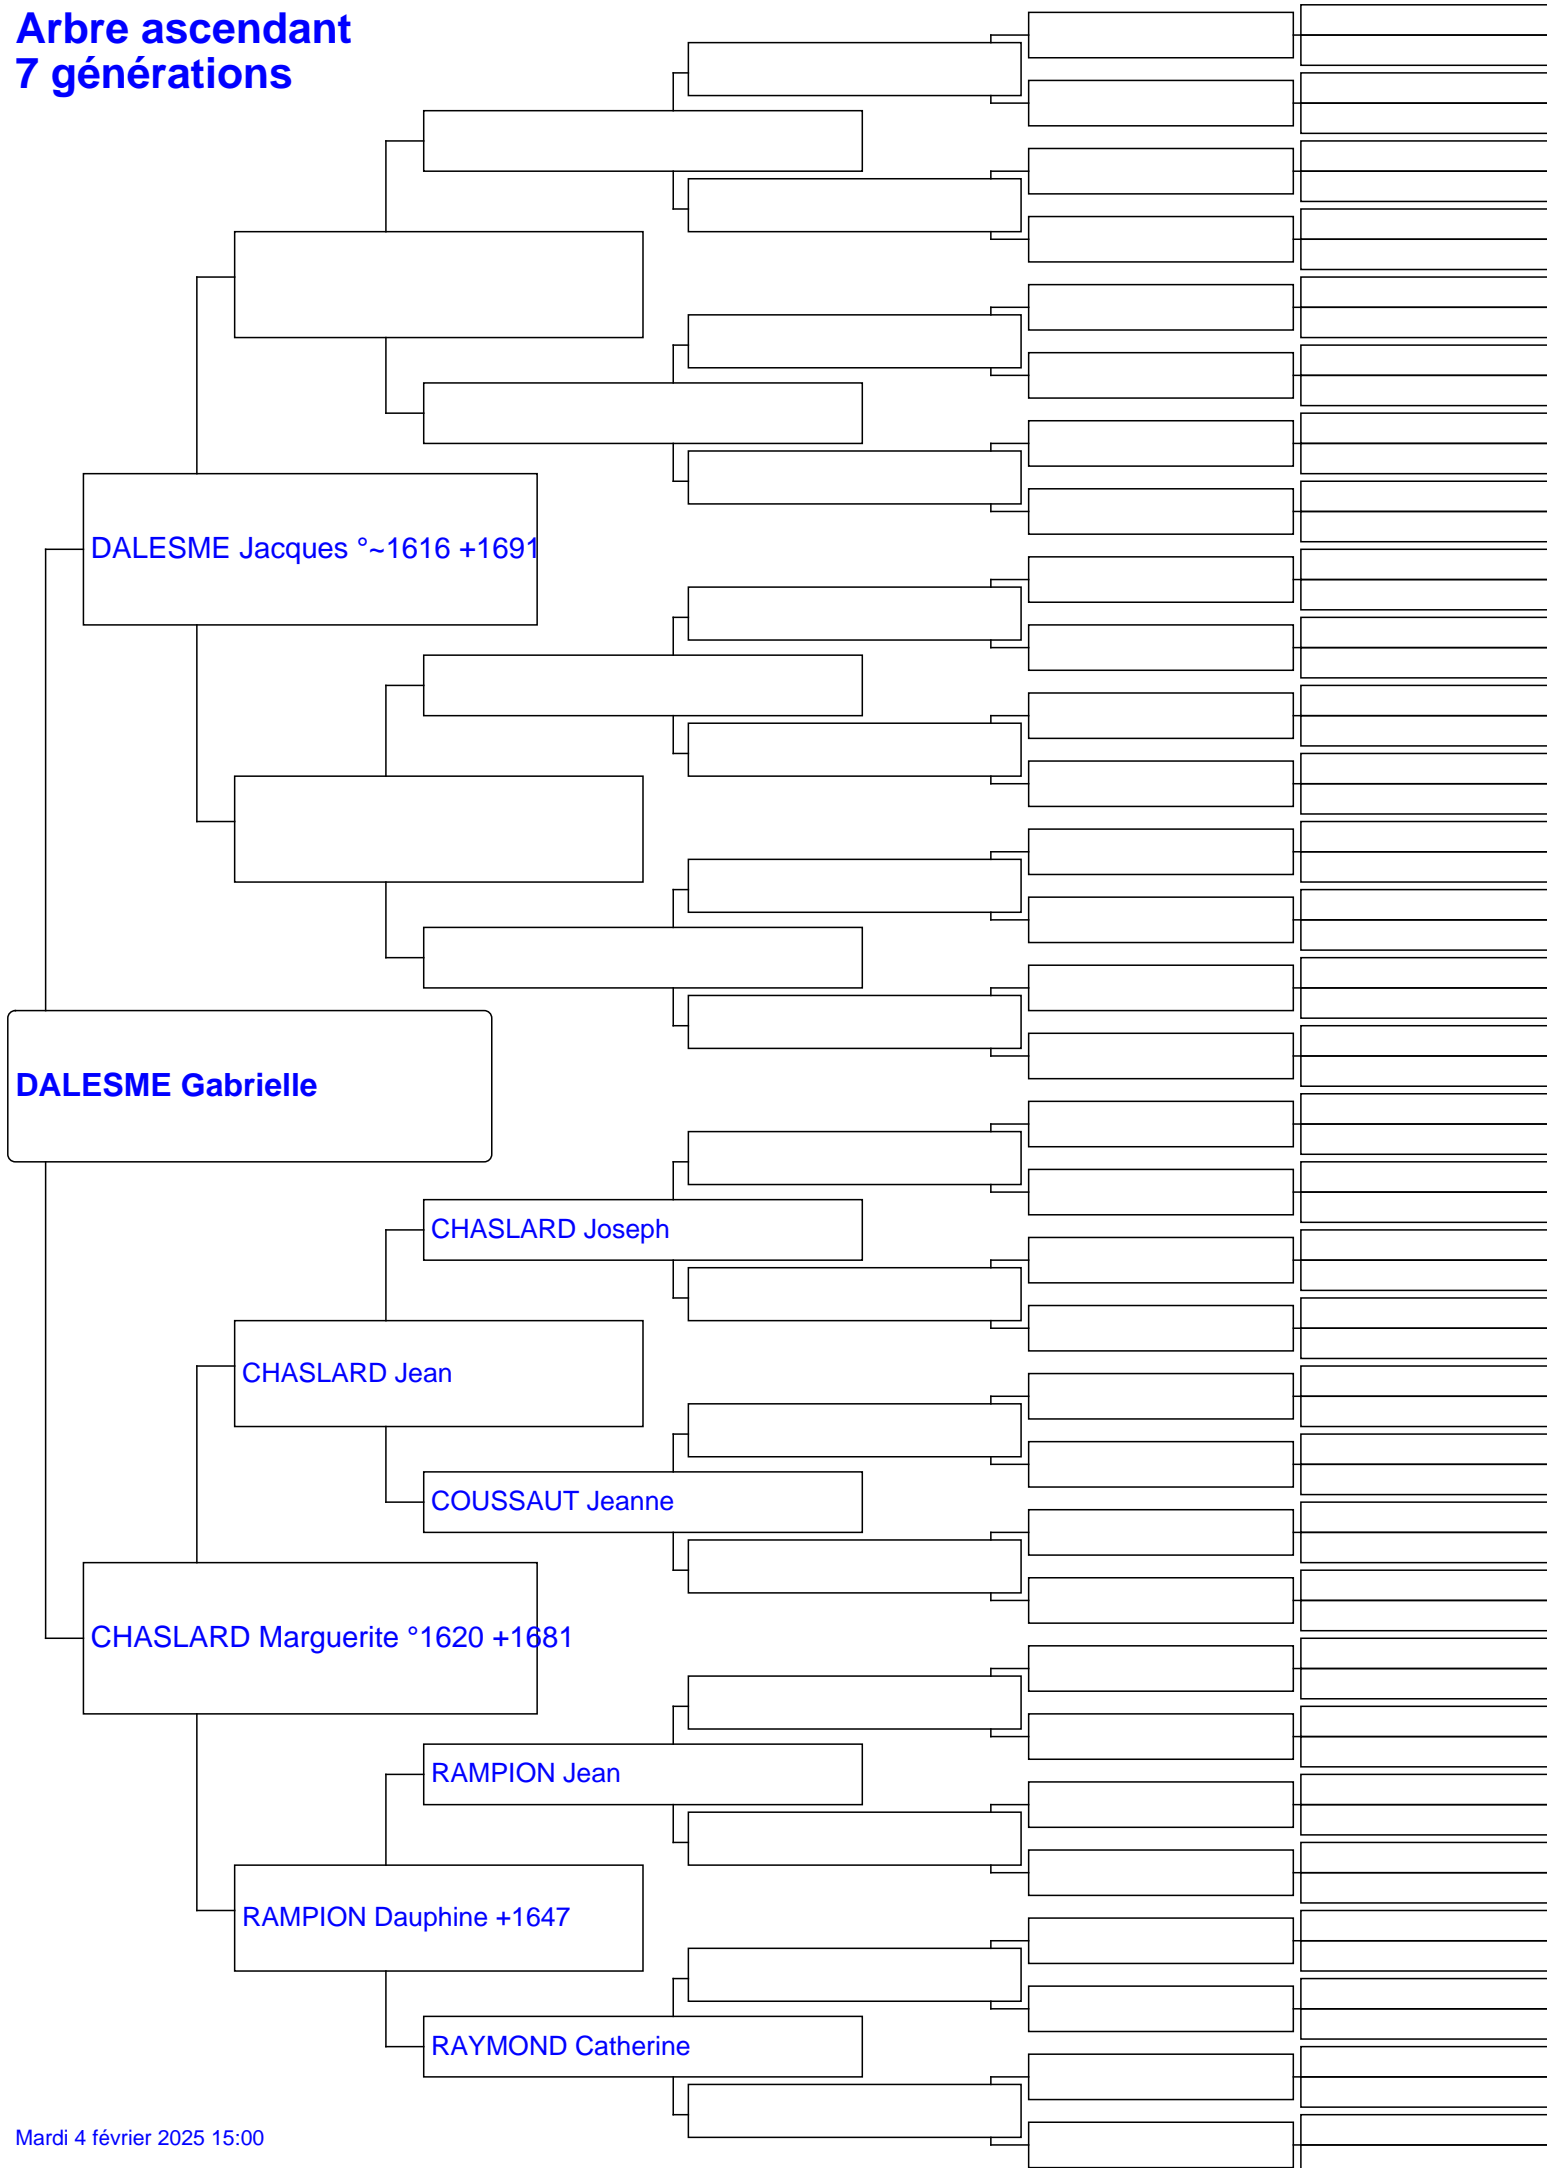 Arbre ascendant
7 générations
DALESME Jacques °~1616 +1691
DALESME Gabrielle
CHASLARD Joseph
CHASLARD Jean
COUSSAUT Jeanne
CHASLARD Marguerite °1620 +1681
RAMPION Jean
RAMPION Dauphine +1647
RAYMOND Catherine
Mardi 4 février 2025 15:00